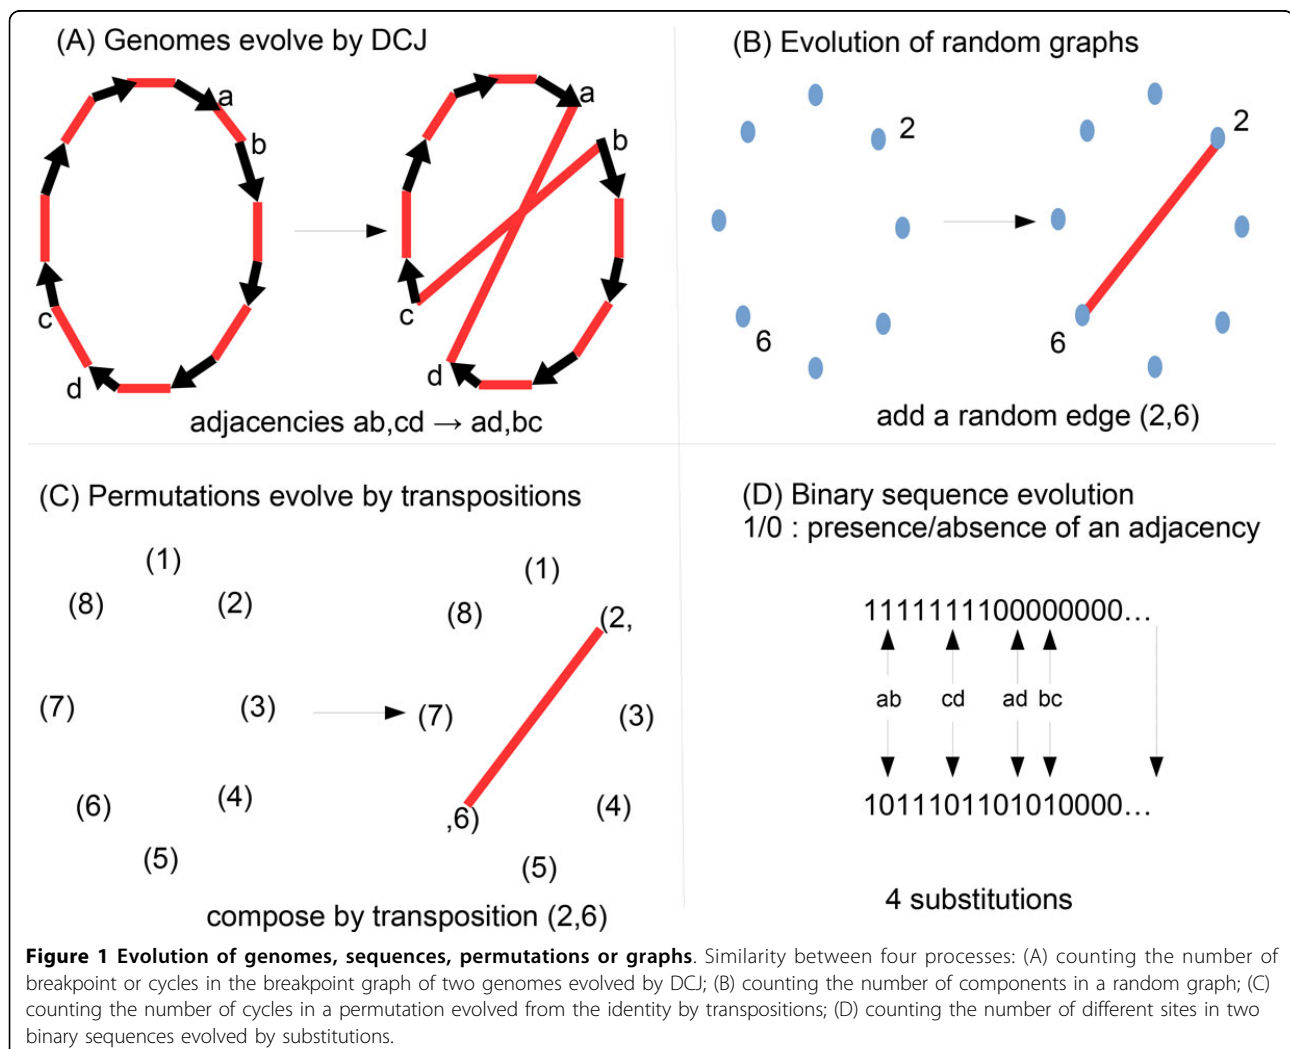 (A) Genomes evolve by DCJ
a
b
c
d
a
b
c
d
adjacencies ab,cd → ad,bc
(B) Evolution of random graphs
2
6
2
6
add a random edge (2,6)
(C) Permutations evolve by transpositions
(1)
(8)
(2)
(7)
(3)
(6)
(4)
(5)
(1)
(8)
(2,
(7)
(3)
,6)
(4)
(5)
compose by transposition (2,6)
(D) Binary sequence evolution
1/0 : presence/absence of an adjacency
1111111100000000...
ab cd ad bc
1011101101010000...
4 substitutions
Figure 1 Evolution of genomes, sequences, permutations or graphs. Similarity between four processes: (A) counting the number of
breakpoint or cycles in the breakpoint graph of two genomes evolved by DCJ; (B) counting the number of components in a random graph; (C)
counting the number of cycles in a permutation evolved from the identity by transpositions; (D) counting the number of different sites in two
binary sequences evolved by substitutions.